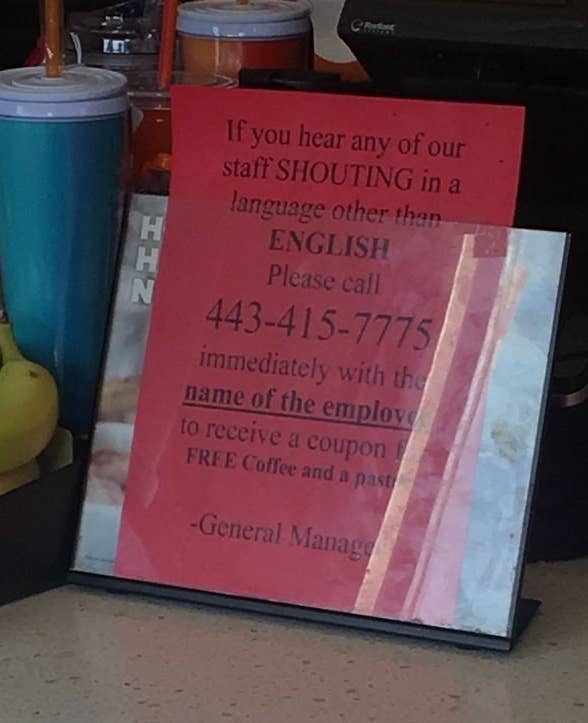 Radiant
If you hear any of our
staff SHOUTING in a
language other than
ENGLISH
Please call
443-415-7775
immediately with the
name of the employe
to receive a coupon
FREE Coffee and a past
-General Manage
H
H
N